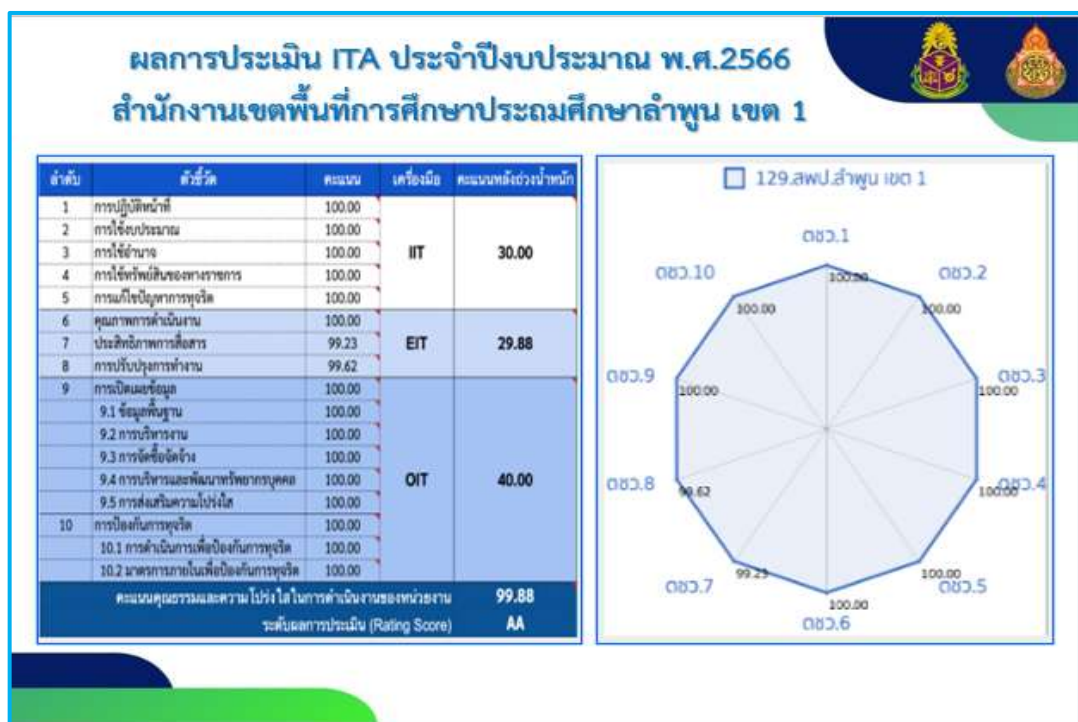 ผลการประเมิน ITA ประจำปีงบประมาณ พ.ศ.2566
สำนักงานเขตพื้นที่การศึกษาประถมศึกษาลำพูน เขต 1
ลำดับ ตัวชี้วัด คะแนน เครื่องมือ คะแนนหลังถ่วงน้ำหนัก
1 การปฏิบัติหน้าที่ 100.00
2 การใช้งบประมาณ 100.00
3 การใช้อำนาจ 100.00 IIT 30.00
4 การใช้ทรัพย์สินของทางราชการ 100.00
5 การแก้ไขปัญหาการทุจริต 100.00
6 คุณภาพการดำเนินงาน 100.00
7 ประสิทธิภาพการสื่อสาร 99.23 EIT 29.88
8 การปรับปรุงการทำงาน 99.62
9 การเปิดเผยข้อมูล 100.00
9.1 ข้อมูลพื้นฐาน 100.00
9.2 การบริหารงาน 100.00
9.3 การจัดซื้อจัดจ้าง 100.00
9.4 การบริหารและพัฒนาทรัพยากรบุคคล 100.00 OIT 40.00
9.5 การส่งเสริมความโปร่งใส 100.00
10 การป้องกันการทุจริต 100.00
10.1 การดำเนินการเพื่อป้องกันการทุจริต 100.00
10.2 มาตรการภายในเพื่อป้องกันการทุจริต 100.00
คะแนนคุณธรรมและความโปร่งใสในการดำเนินงานของหน่วยงาน 99.88
ระดับผลการประเมิน (Rating Score) AA
129.สพป.ลำพูน เขต 1
ตชว.1
100.00
ตชว.2
100.00
ตชว.3
100.00
ตชว.4
100.00
ตชว.5
100.00
ตชว.6
100.00
ตชว.7
99.23
ตชว.8
99.62
ตชว.9
100.00
ตชว.10
100.00